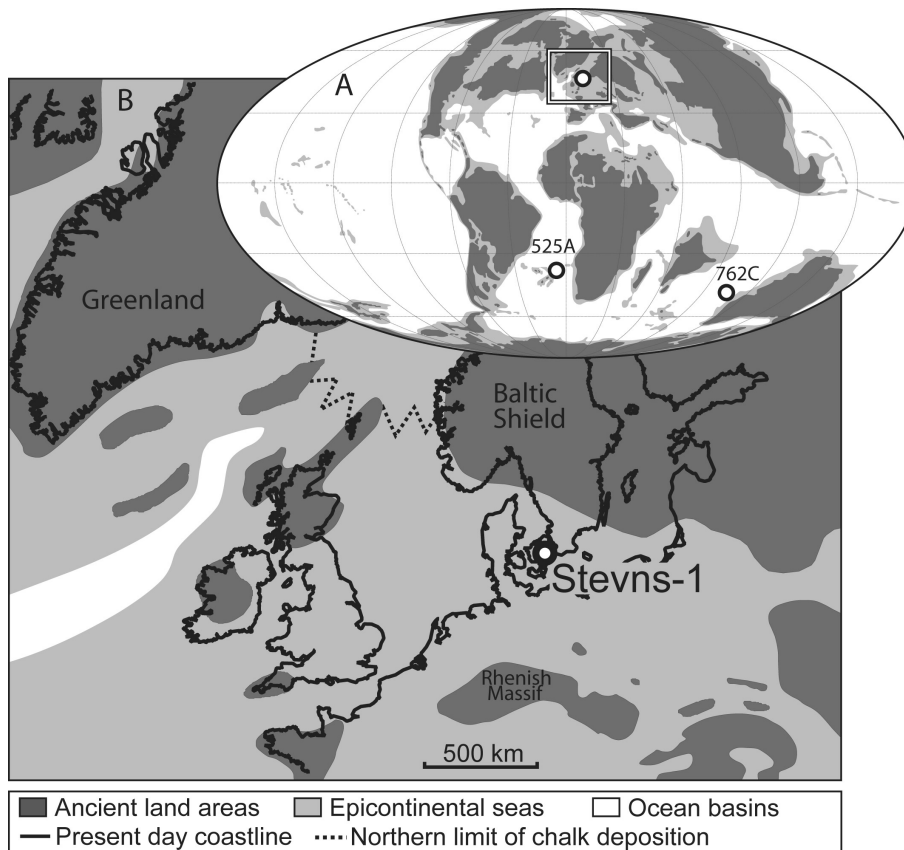 A
B
525A
762C
Greenland
Baltic
Shield
Stevns-1
Rhenish
Massif
500 km
Ancient land areas Epicontinental seas Ocean basins
Present day coastline Northern limit of chalk deposition